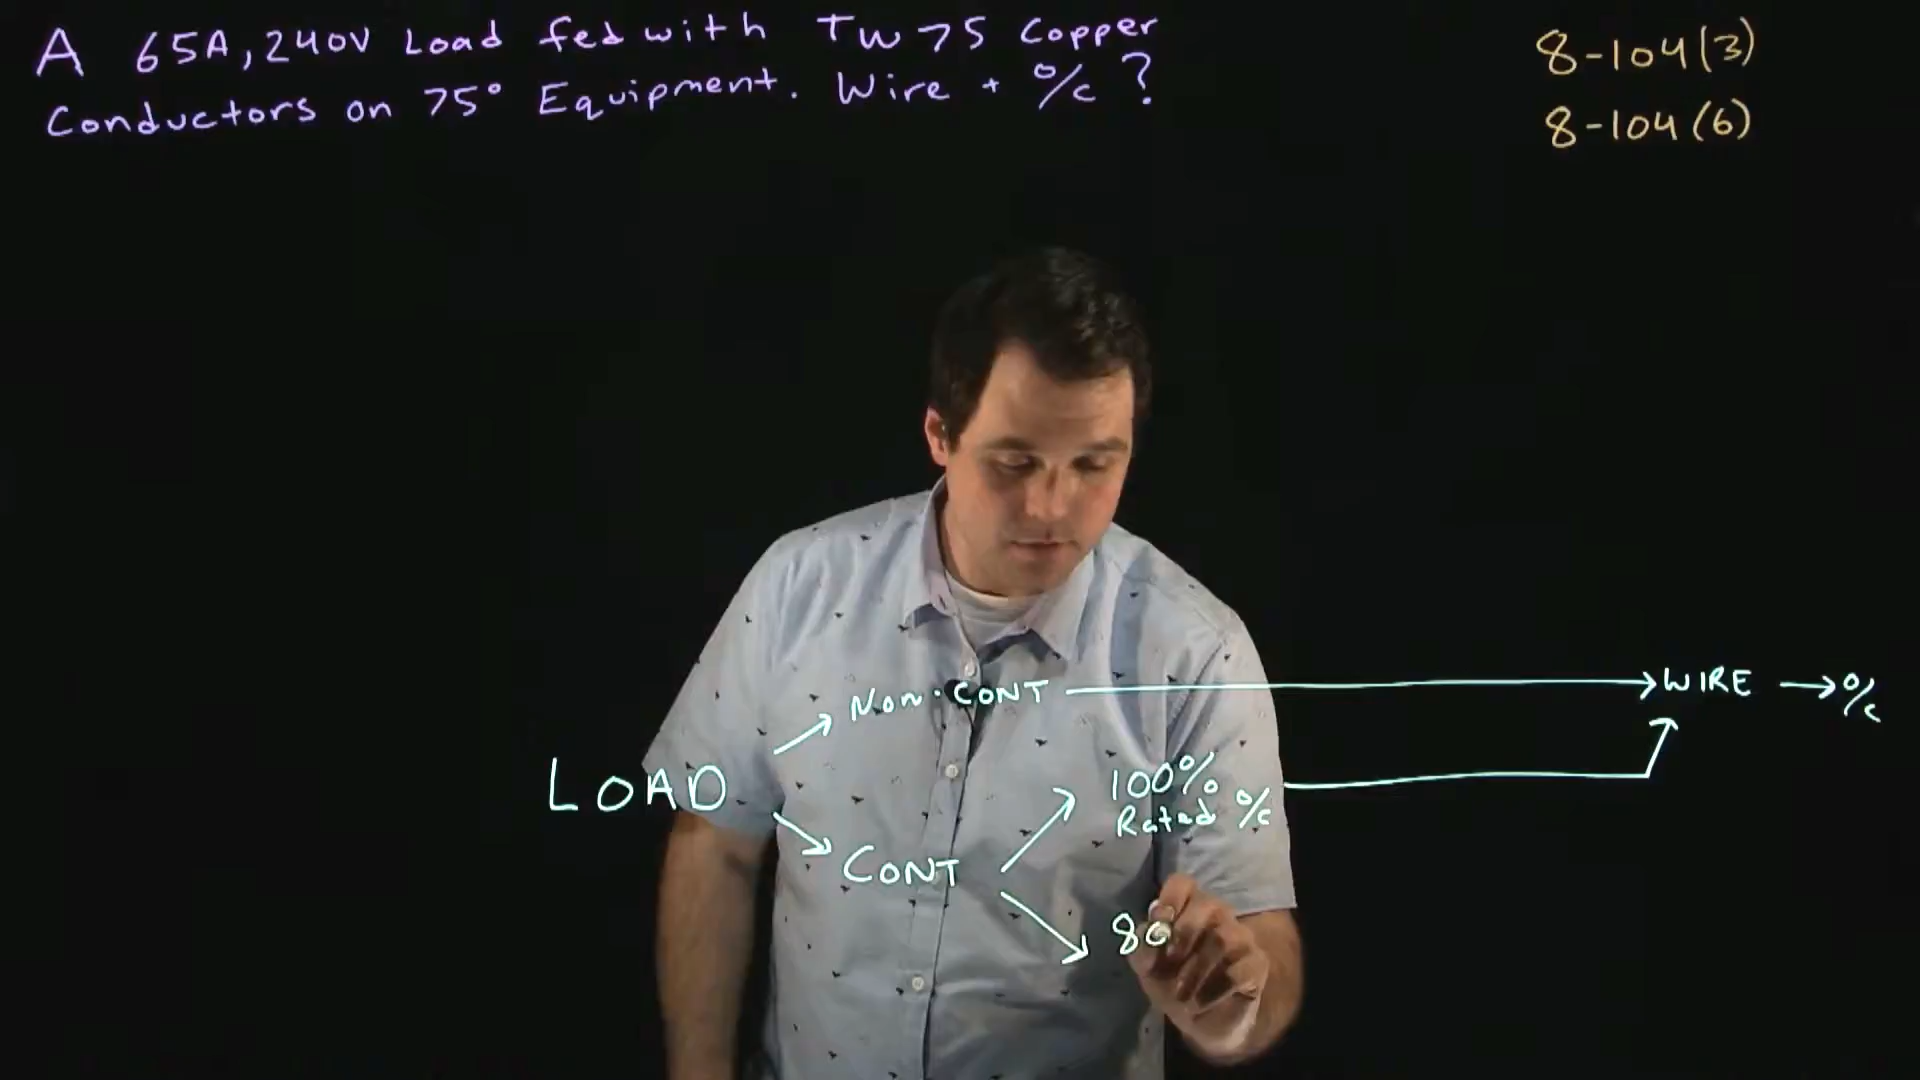 A 65A, 240V Load fed with TW75 Copper
Conductors on 75° Equipment. Wire + o/c ?
8-104(3)
8-104(6)
Non-CONT → WIRE → o/c
LOAD
100%
Rated o/c
CONT
80